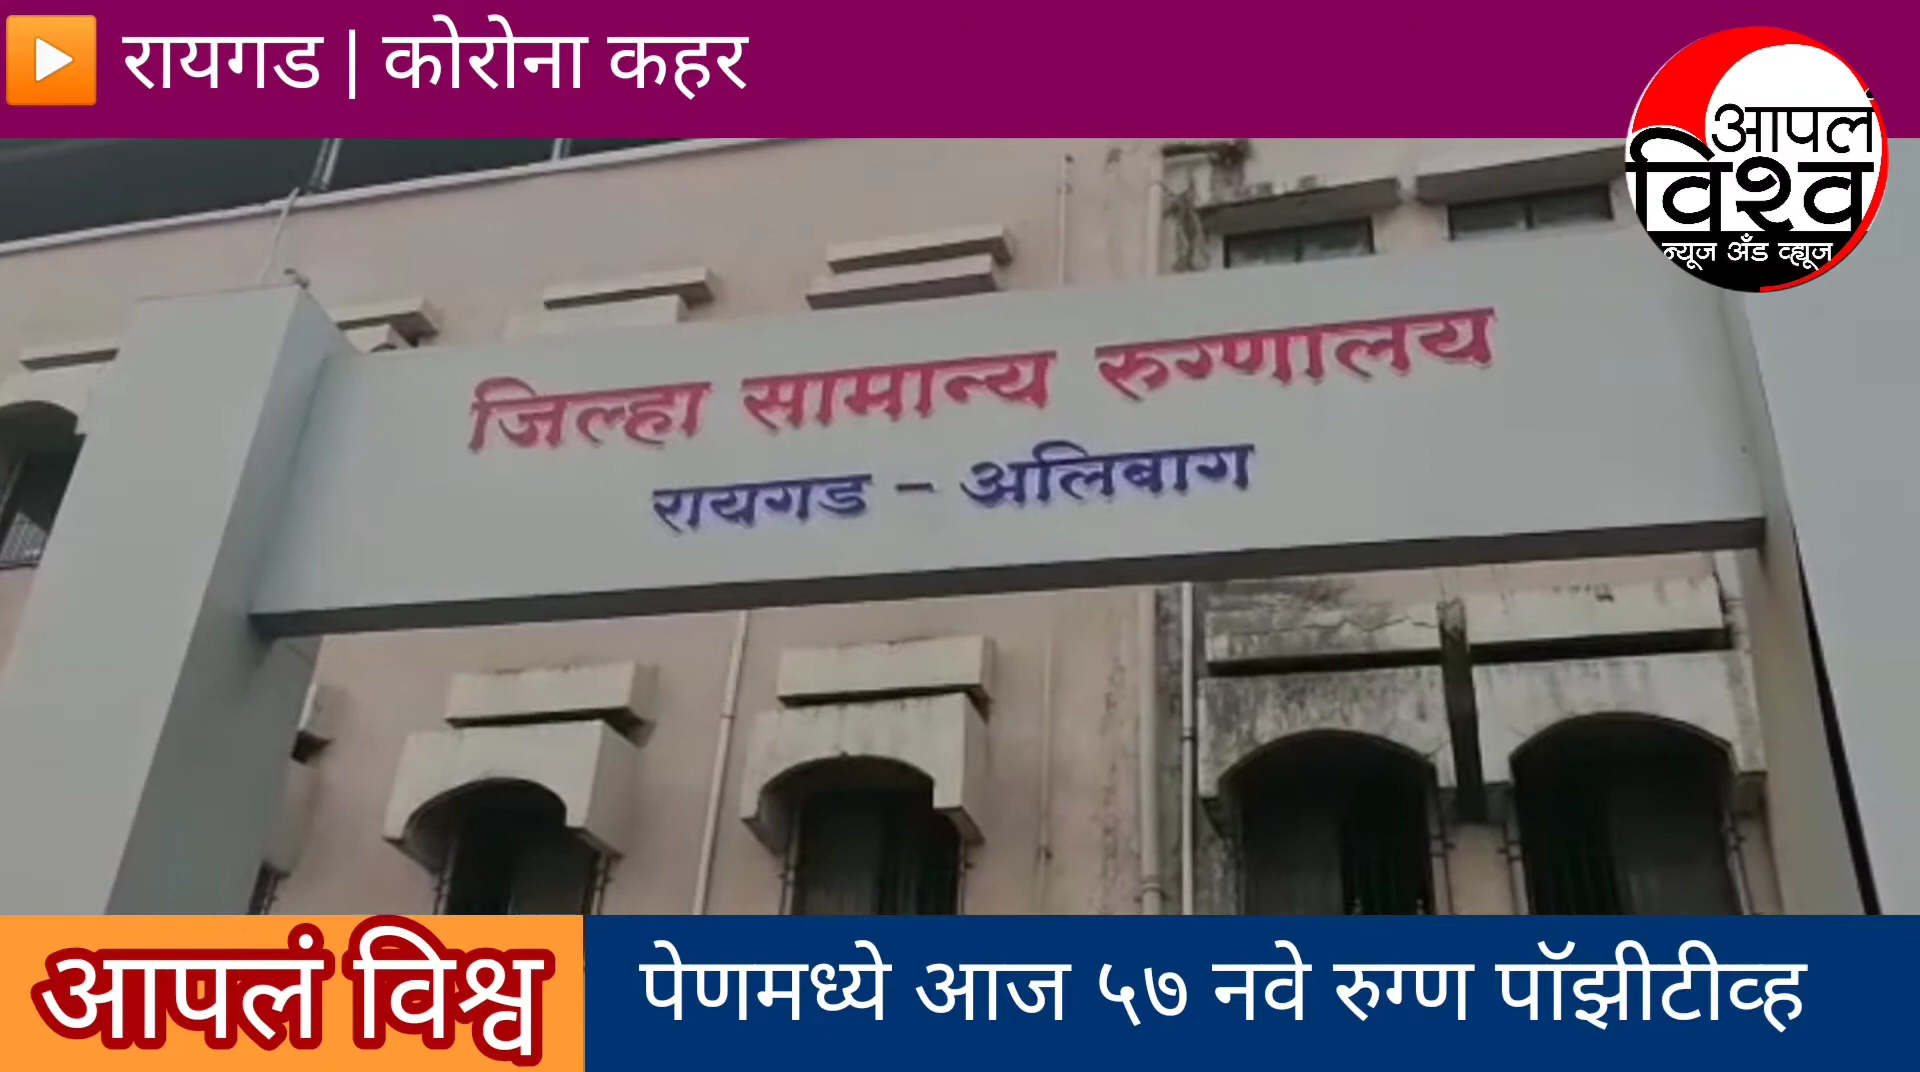 रायगड | कोरोना कहर
आपलं
विश्व
न्यूज अँड व्ह्यूज
जिल्हा सामान्य रुग्णालय
रायगड - अलिबाग
आपलं विश्व
पेणमध्ये आज ५७ नवे रुग्ण पॉझीटीव्ह